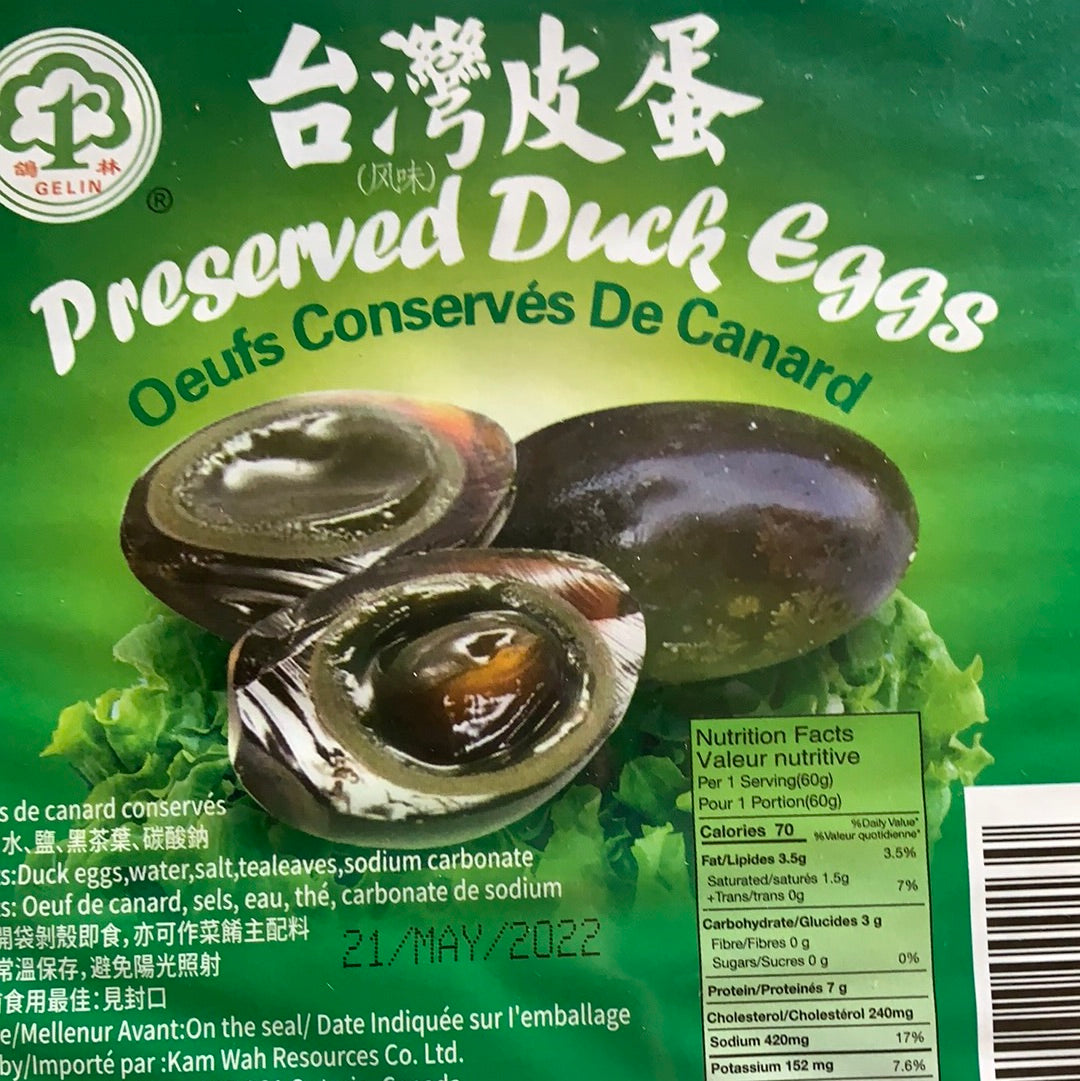 台灣皮蛋
(风味)
鴿林
GELIN
®
Preserved Duck Eggs
Oeufs Conservés De Canard
s de canard conservés
水、鹽、黑茶葉、碳酸鈉
s:Duck eggs,water,salt,tealeaves,sodium carbonate
s: Oeuf de canard, sels, eau, thé, carbonate de sodium
開袋剝殼即食,亦可作菜餚主配料
常溫保存,避免陽光照射
食用最佳:見封口
e/Mellenur Avant:On the seal/ Date Indiquée sur l'emballage
by/Importé par :Kam Wah Resources Co. Ltd.
21/MAY/2022
Nutrition Facts
Valeur nutritive
Per 1 Serving(60g)
Pour 1 Portion(60g)
Calories 70
%Daily Value*
%Valeur quotidienne*
Fat/Lipides 3.5g 3.5%
Saturated/saturés 1.5g 7%
+Trans/trans 0g
Carbohydrate/Glucides 3 g
Fibre/Fibres 0 g
Sugars/Sucres 0 g 0%
Protein/Proteinés 7 g
Cholesterol/Cholestérol 240mg
Sodium 420mg 17%
Potassium 152 mg 7.6%